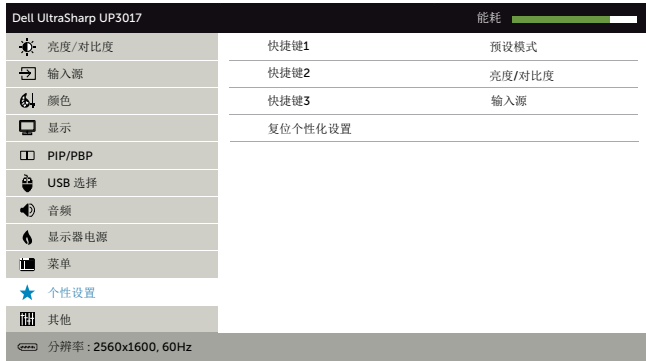 Dell UltraSharp UP3017 能耗
亮度/对比度 快捷键1 预设模式
输入源 快捷键2 亮度/对比度
颜色 快捷键3 输入源
显示 复位个性化设置
PIP/PBP
USB 选择
音频
显示器电源
菜单
个性设置
其他
分辨率 : 2560x1600, 60Hz